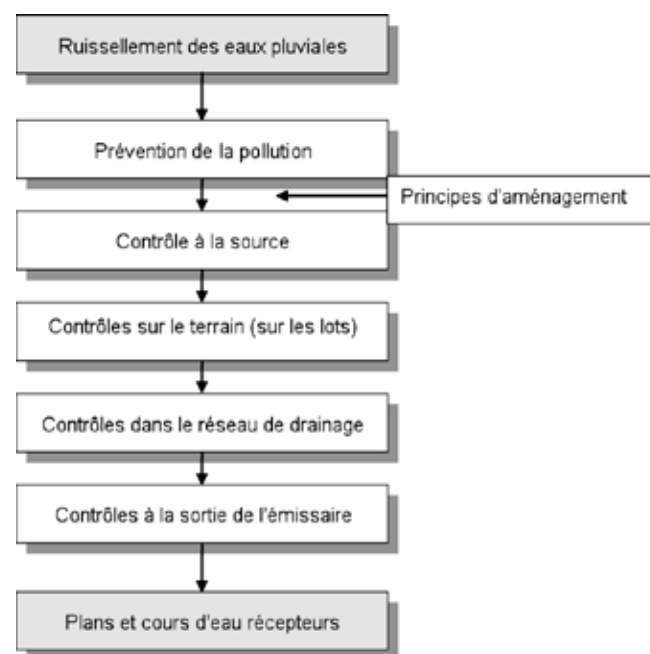 Ruissellement des eaux pluviales
Prévention de la pollution
Principes d'aménagement
Contrôle à la source
Contrôles sur le terrain (sur les lots)
Contrôles dans le réseau de drainage
Contrôles à la sortie de l'émissaire
Plans et cours d'eau récepteurs